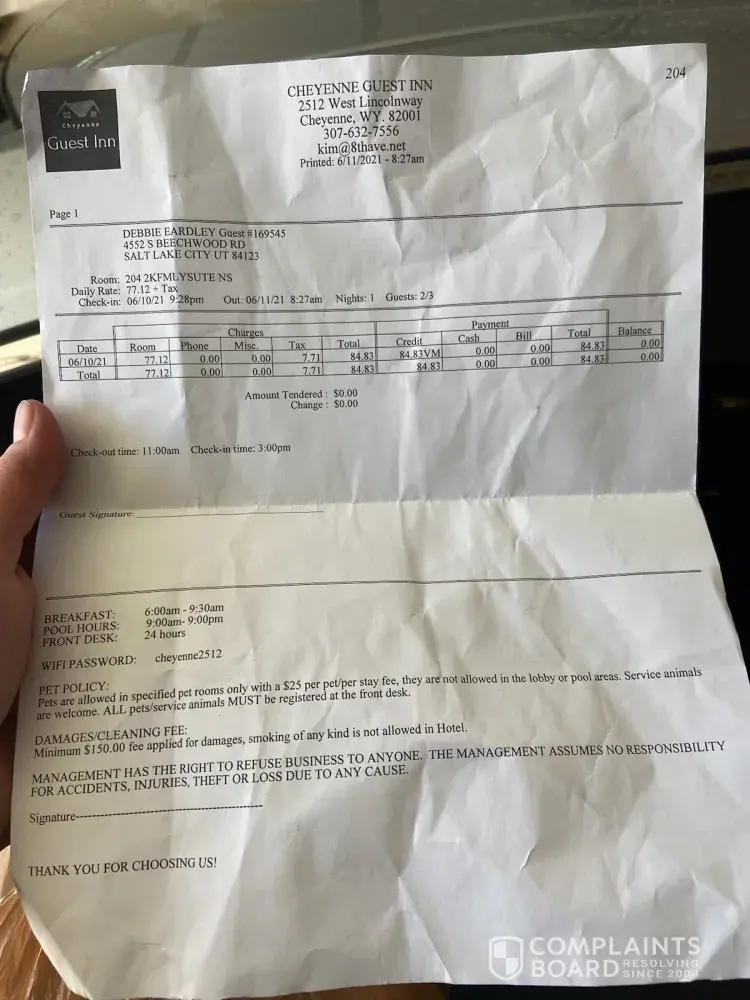 204
Cheyenne
Guest Inn
CHEYENNE GUEST INN
2512 West Lincolnway
Cheyenne, WY. 82001
307-632-7556
kim@8thave.net
Printed: 6/11/2021 - 8:27am
Page 1
DEBBIE EARDLEY Guest #169545
4552 S BEECHWOOD RD
SALT LAKE CITY UT 84123
Room: 204 2KFMLYSUTE NS
Daily Rate: 77.12 + Tax
Check-in: 06/10/21 9:28pm Out: 06/11/21 8:27am Nights: 1 Guests: 2/3
Charges Payment
Date Room Phone Misc. Tax Total Credit Cash Bill Total Balance
06/10/21 77.12 0.00 0.00 7.71 84.83 84.83VM 0.00 0.00 84.83 0.00
Total 77.12 0.00 0.00 7.71 84.83 84.83 0.00 0.00 84.83 0.00
Amount Tendered : $0.00
Change : $0.00
Check-out time: 11:00am Check-in time: 3:00pm
Guest Signature:
BREAKFAST: 6:00am - 9:30am
POOL HOURS: 9:00am- 9:00pm
FRONT DESK: 24 hours
WIFI PASSWORD: cheyenne2512
PET POLICY:
Pets are allowed in specified pet rooms only with a $25 per pet/per stay fee, they are not allowed in the lobby or pool areas. Service animals
are welcome. ALL pets/service animals MUST be registered at the front desk.
DAMAGES/CLEANING FEE:
Minimum $150.00 fee applied for damages, smoking of any kind is not allowed in Hotel.
MANAGEMENT HAS THE RIGHT TO REFUSE BUSINESS TO ANYONE. THE MANAGEMENT ASSUMES NO RESPONSIBILITY
FOR ACCIDENTS, INJURIES, THEFT OR LOSS DUE TO ANY CAUSE.
Signature-----------------------------------------------
THANK YOU FOR CHOOSING US!
COMPLAINTS
BOARD RESOLVING
SINCE 2004